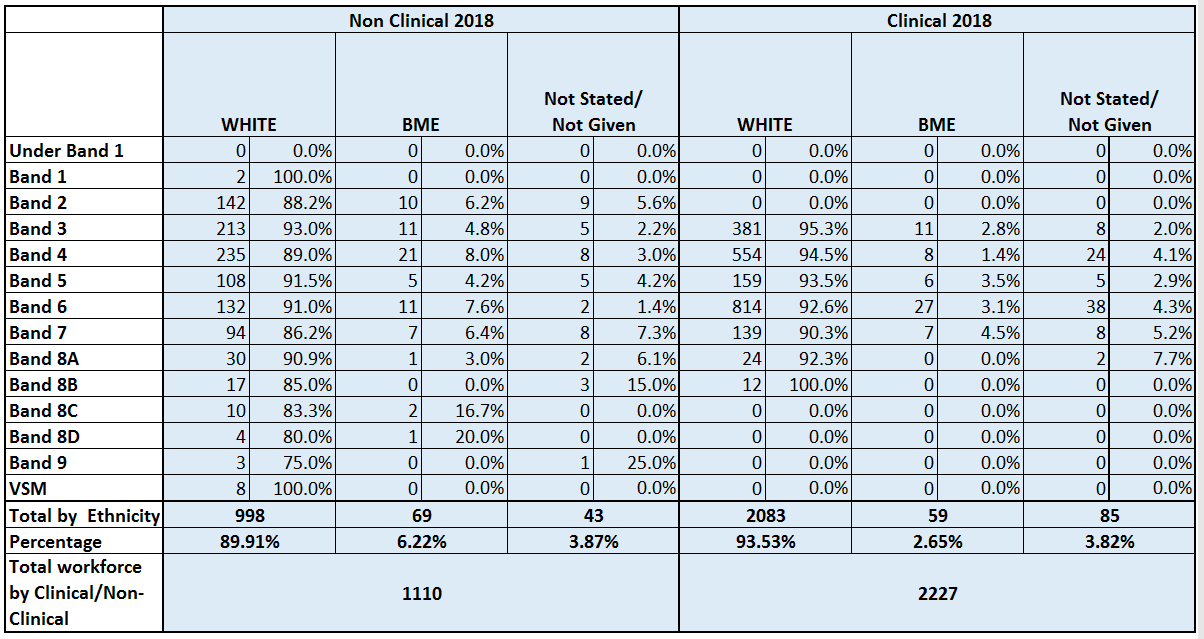 Non Clinical 2018 Clinical 2018
Not Stated/ Not Stated/
WHITE BME Not Given WHITE BME Not Given
Under Band 1 0 0.0% 0 0.0% 0 0.0% 0 0.0% 0 0.0% 0 0.0%
Band 1 2 100.0% 0 0.0% 0 0.0% 0 0.0% 0 0.0% 0 0.0%
Band 2 142 88.2% 10 6.2% 9 5.6% 0 0.0% 0 0.0% 0 0.0%
Band 3 213 93.0% 11 4.8% 5 2.2% 381 95.3% 11 2.8% 8 2.0%
Band 4 235 89.0% 21 8.0% 8 3.0% 554 94.5% 8 1.4% 24 4.1%
Band 5 108 91.5% 5 4.2% 5 4.2% 159 93.5% 6 3.5% 5 2.9%
Band 6 132 91.0% 11 7.6% 2 1.4% 814 92.6% 27 3.1% 38 4.3%
Band 7 94 86.2% 7 6.4% 8 7.3% 139 90.3% 7 4.5% 8 5.2%
Band 8A 30 90.9% 1 3.0% 2 6.1% 24 92.3% 0 0.0% 2 7.7%
Band 8B 17 85.0% 0 0.0% 3 15.0% 12 100.0% 0 0.0% 0 0.0%
Band 8C 10 83.3% 2 16.7% 0 0.0% 0 0.0% 0 0.0% 0 0.0%
Band 8D 4 80.0% 1 20.0% 0 0.0% 0 0.0% 0 0.0% 0 0.0%
Band 9 3 75.0% 0 0.0% 1 25.0% 0 0.0% 0 0.0% 0 0.0%
VSM 8 100.0% 0 0.0% 0 0.0% 0 0.0% 0 0.0% 0 0.0%
Total by Ethnicity 998 69 43 2083 59 85
Percentage 89.91% 6.22% 3.87% 93.53% 2.65% 3.82%
Total workforce
by Clinical/Non- 1110 2227
Clinical